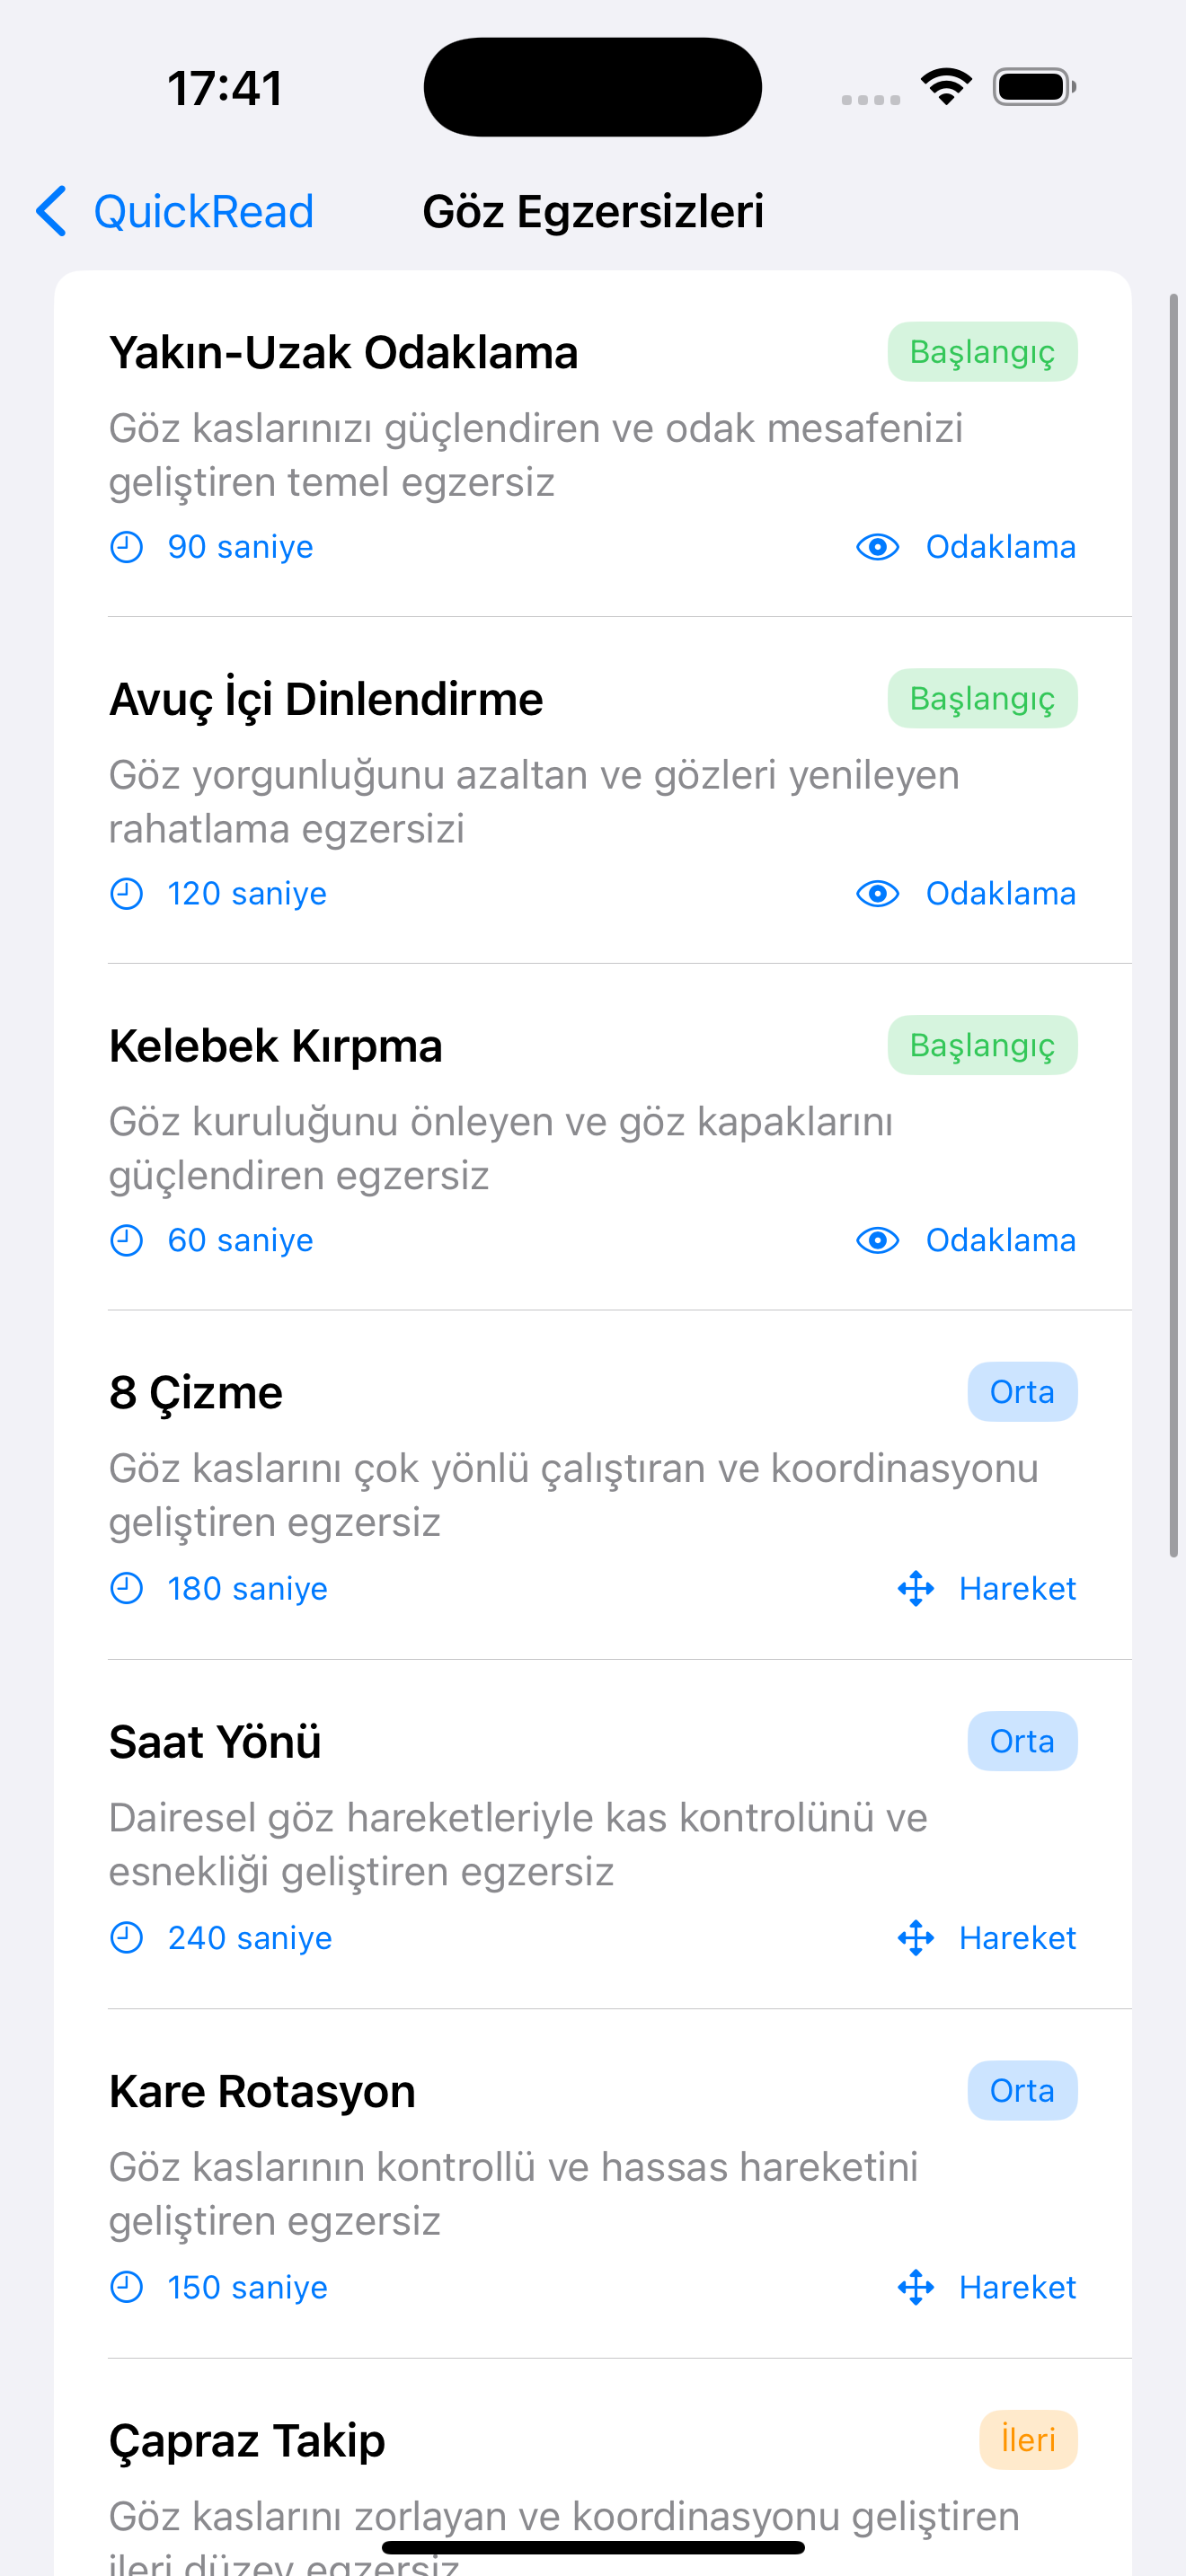 17:41
QuickRead
Göz Egzersizleri
Yakın-Uzak Odaklama
Başlangıç
Göz kaslarınızı güçlendiren ve odak mesafenizi
geliştiren temel egzersiz
90 saniye
Odaklama
Avuç İçi Dinlendirme
Başlangıç
Göz yorgunluğunu azaltan ve gözleri yenileyen
rahatlama egzersizi
120 saniye
Odaklama
Kelebek Kırpma
Başlangıç
Göz kuruluğunu önleyen ve göz kapaklarını
güçlendiren egzersiz
60 saniye
Odaklama
8 Çizme
Orta
Göz kaslarını çok yönlü çalıştıran ve koordinasyonu
geliştiren egzersiz
180 saniye
Hareket
Saat Yönü
Orta
Dairesel göz hareketleriyle kas kontrolünü ve
esnekliği geliştiren egzersiz
240 saniye
Hareket
Kare Rotasyon
Orta
Göz kaslarının kontrollü ve hassas hareketini
geliştiren egzersiz
150 saniye
Hareket
Çapraz Takip
İleri
Göz kaslarını zorlayan ve koordinasyonu geliştiren
ileri düzey egzersiz